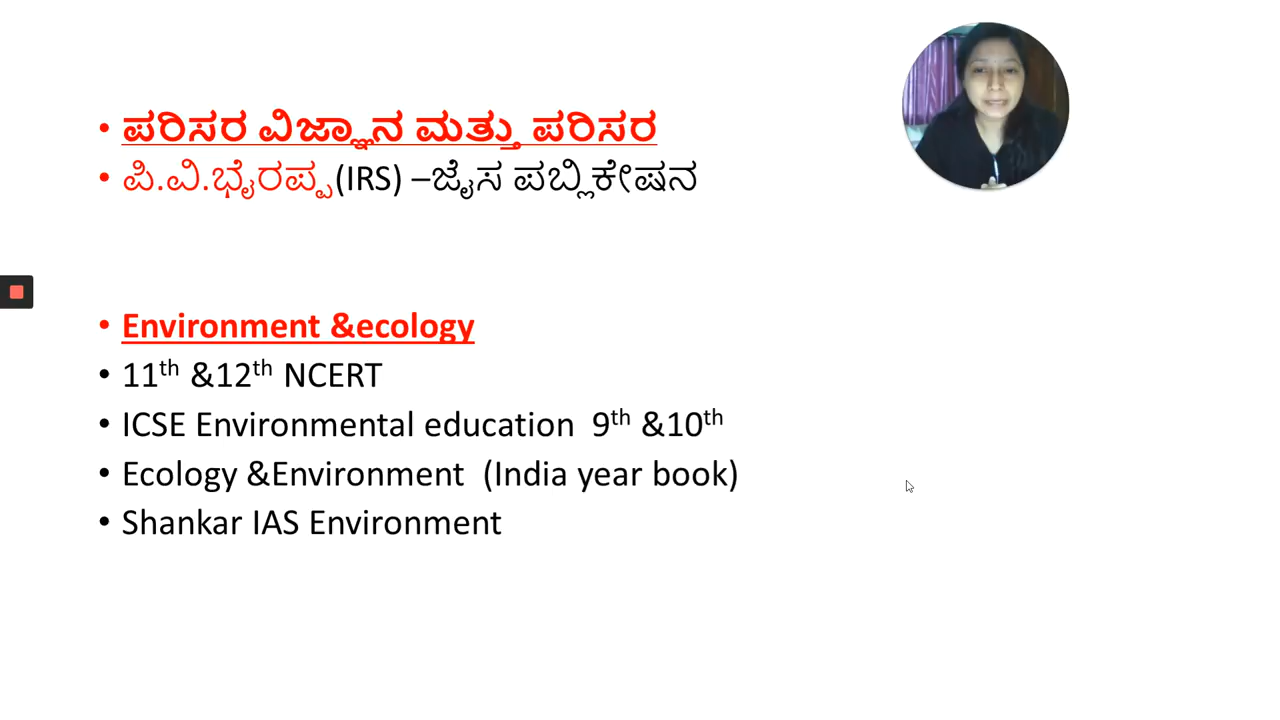 • ಪರಿಸರ ವಿಜ್ಞಾನ ಮತ್ತು ಪರಿಸರ
• ಪಿ.ವಿ.ಭೈರಪ್ಪ(IRS) –ಜೈಸ ಪಬ್ಲಿಕೇಷನ
• Environment &ecology
• 11th &12th NCERT
• ICSE Environmental education 9th &10th
• Ecology &Environment (India year book)
• Shankar IAS Environment